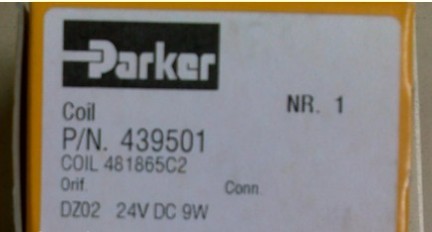 Parker
Coil NR. 1
P/N. 439501
COIL 481865C2
Orif. Conn.
DZ02 24V DC 9W